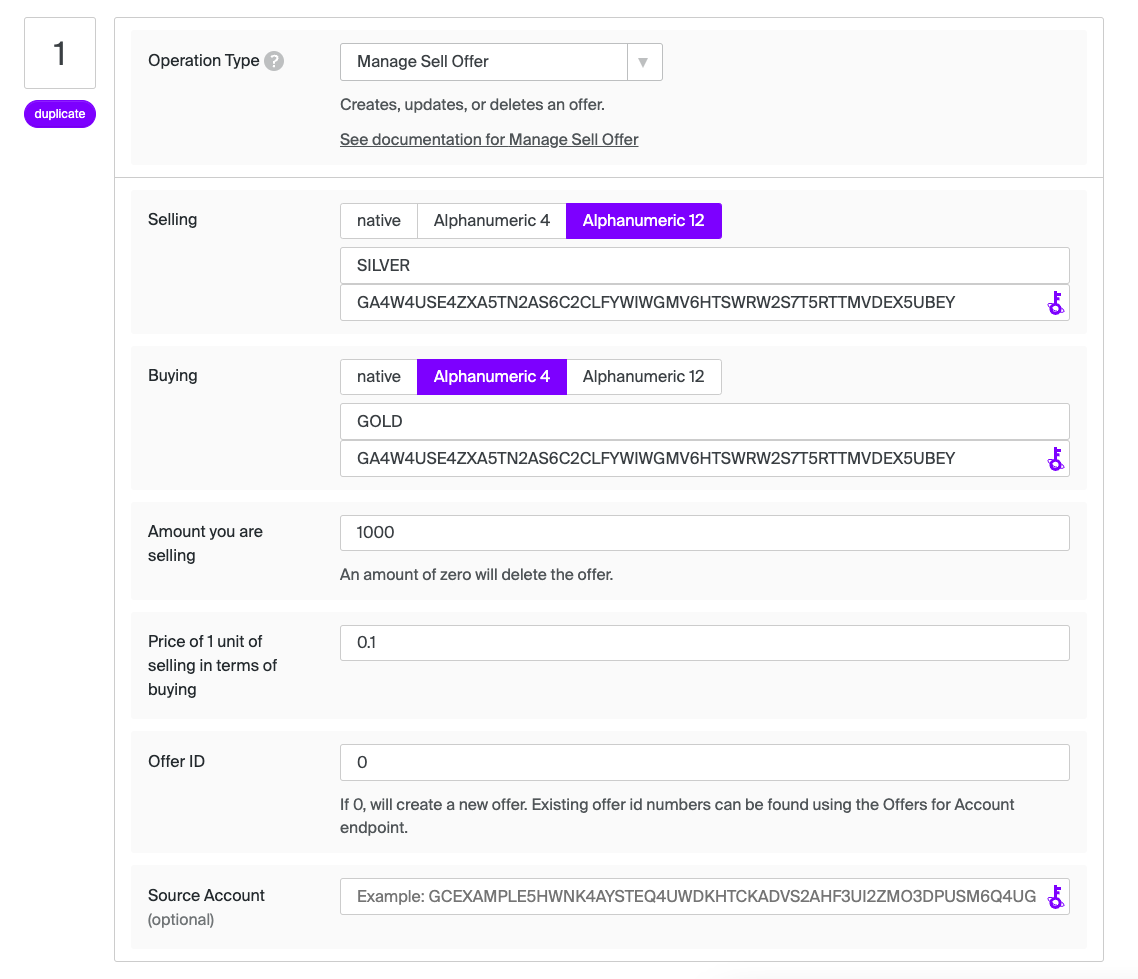 1
duplicate
Operation Type ?
Manage Sell Offer
Creates, updates, or deletes an offer.
See documentation for Manage Sell Offer
Selling
native Alphanumeric 4 Alphanumeric 12
SILVER
GA4W4USE4ZXA5TN2AS6C2CLFYWIWGMV6HTSWRW2S7T5RTTMVDEX5UBEY
Buying
native Alphanumeric 4 Alphanumeric 12
GOLD
GA4W4USE4ZXA5TN2AS6C2CLFYWIWGMV6HTSWRW2S7T5RTTMVDEX5UBEY
Amount you are
selling
1000
An amount of zero will delete the offer.
Price of 1 unit of
selling in terms of
buying
0.1
Offer ID
0
If 0, will create a new offer. Existing offer id numbers can be found using the Offers for Account
endpoint.
Source Account
(optional)
Example: GCEXAMPLE5HWNK4AYSTEQ4UWDKHTCKADVS2AHF3UI2ZMO3DPUSM6Q4UG